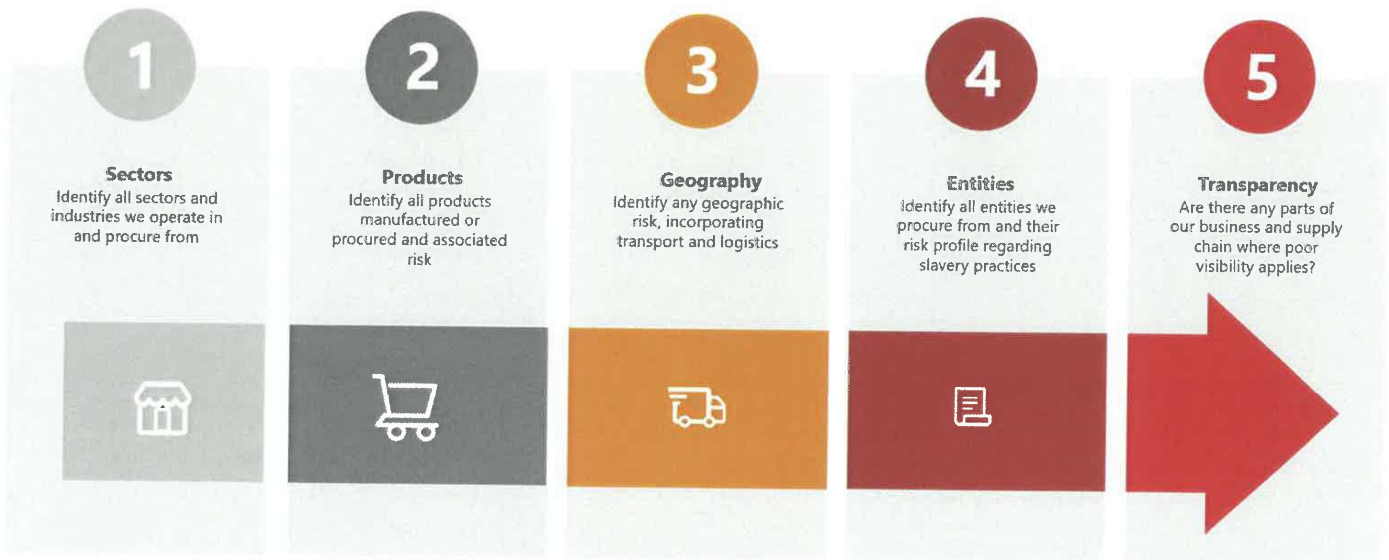 1
Sectors
Identify all sectors and
industries we operate in
and procure from
2
Products
Identify all products
manufactured or
procured and associated
risk
3
Geography
Identify any geographic
risk, incorporating
transport and logistics
4
Entities
Identify all entities we
procure from and their
risk profile regarding
slavery practices
5
Transparency
Are there any parts of
our business and supply
chain where poor
visibility applies?